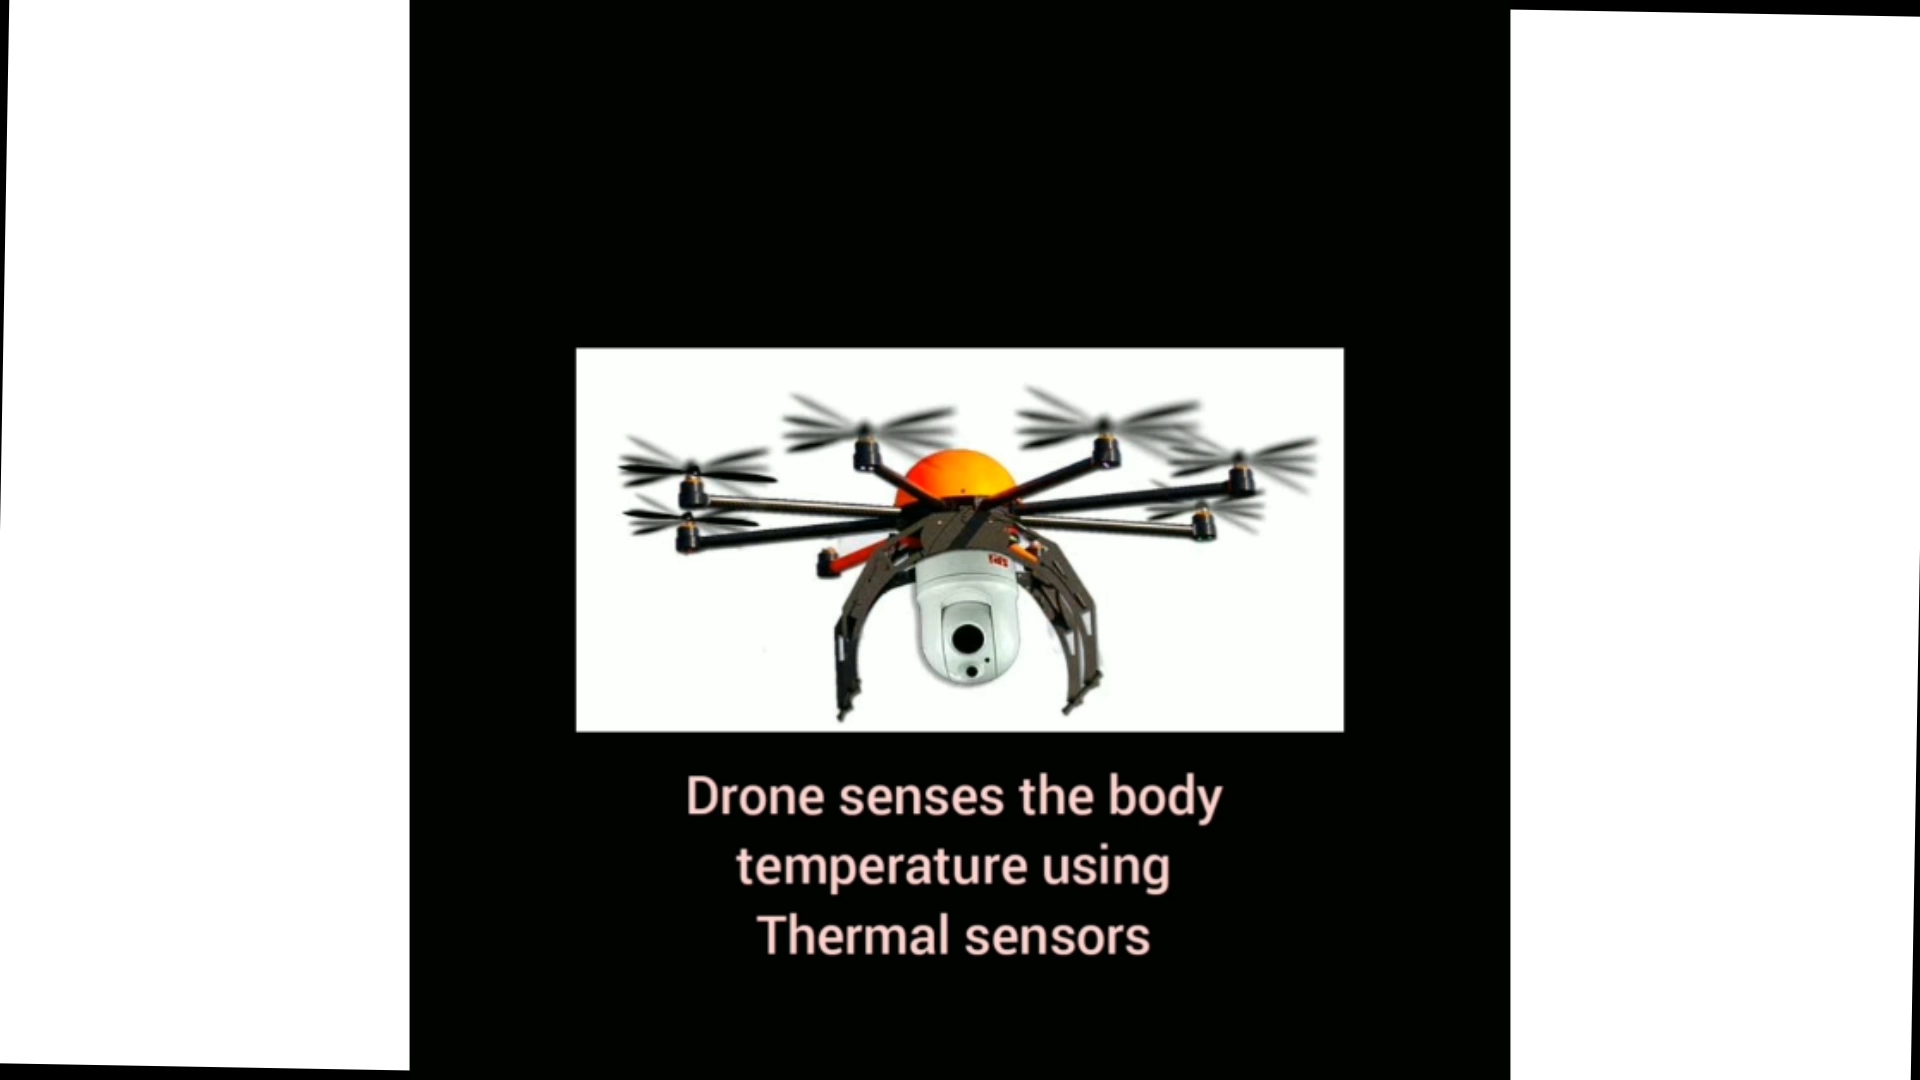 Drone senses the body
temperature using
Thermal sensors